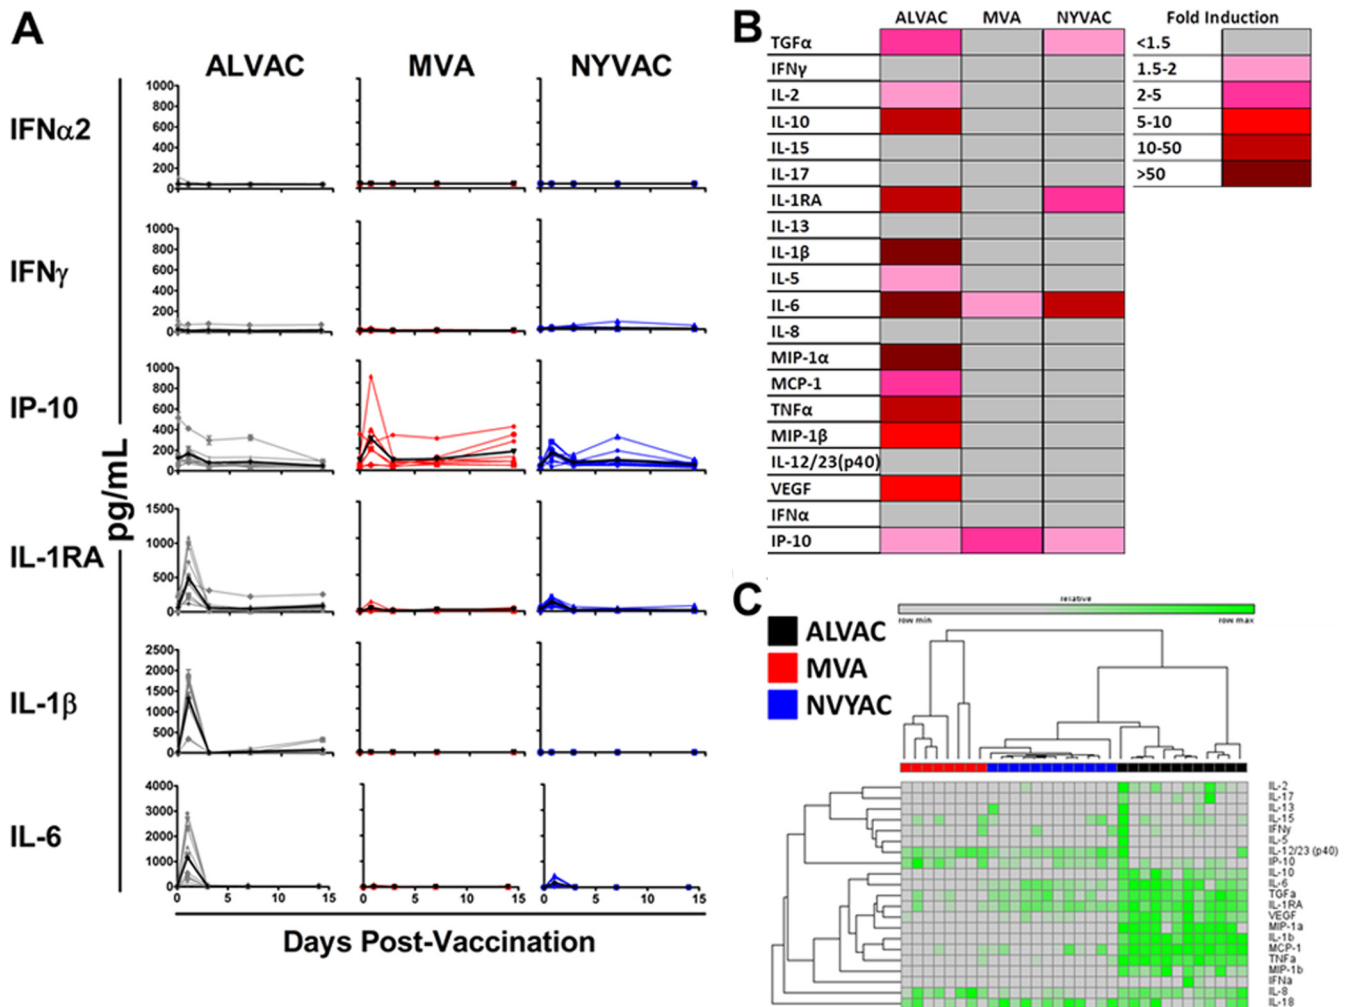 A
ALVAC MVA NYVAC
IFNα2
1000
800
600
400
200
0
IFNγ
1000
800
600
400
200
0
IP-10
1000
800
600
400
200
0
pg/mL
IL-1RA
1500
1000
500
0
IL-1β
2500
2000
1500
1000
500
0
IL-6
4000
3000
2000
1000
0
0 5 10 15 0 5 10 15 0 5 10 15
Days Post-Vaccination
B
ALVAC MVA NYVAC
TGFα
IFNγ
IL-2
IL-10
IL-15
IL-17
IL-1RA
IL-13
IL-1β
IL-5
IL-6
IL-8
MIP-1α
MCP-1
TNFα
MIP-1β
IL-12/23(p40)
VEGF
IFNα
IP-10
Fold Induction
<1.5
1.5-2
2-5
5-10
10-50
>50
C
ALVAC
MVA
NVYAC
relative
row min row max
IL-2
IL-17
IL-13
IL-15
IFNγ
IL-5
IL-12/23 (p40)
IP-10
IL-10
IL-6
TGFa
IL-1RA
VEGF
MIP-1a
IL-1b
MCP-1
TNFa
MIP-1b
IFNa
IL-8
IL-18